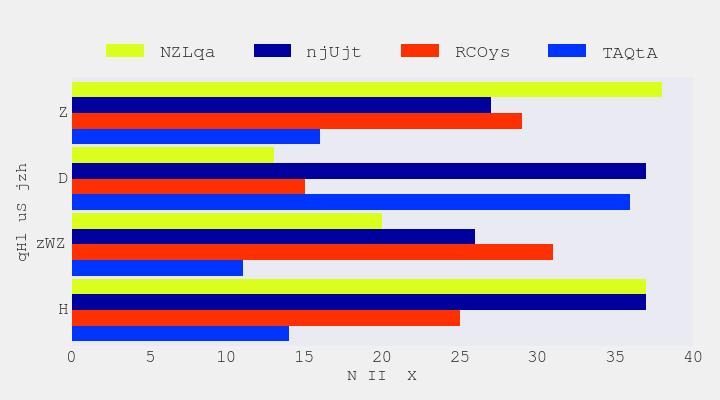 NZLqa njUjt RCOys TAQtA
Z
D
zWZ
H
qHl uS jzh
0 5 10 15 20 25 30 35 40
N II X